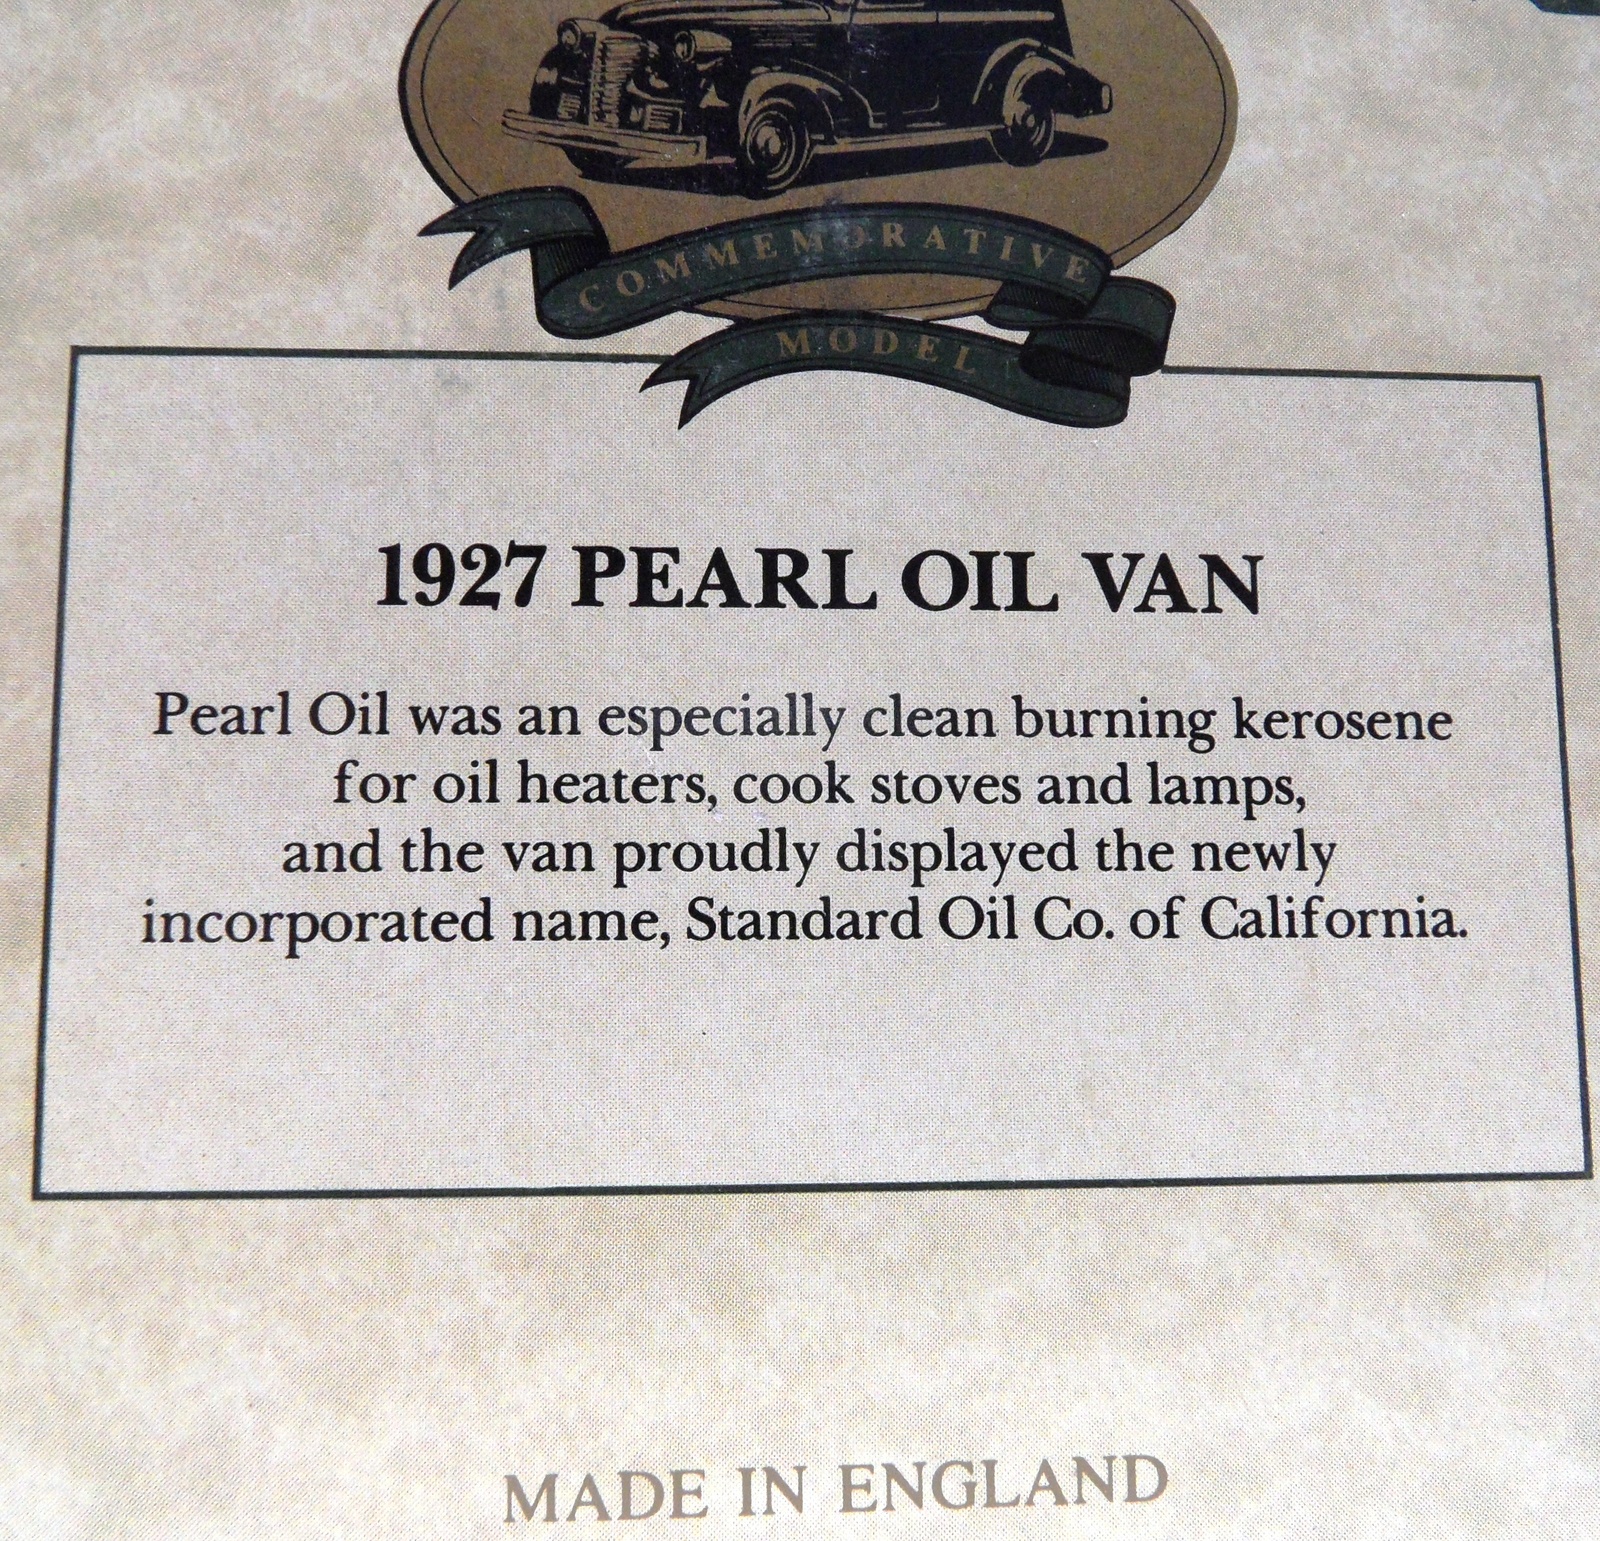 COMMEMORATIVE
MODEL
1927 PEARL OIL VAN
Pearl Oil was an especially clean burning kerosene
for oil heaters, cook stoves and lamps,
and the van proudly displayed the newly
incorporated name, Standard Oil Co. of California.
MADE IN ENGLAND